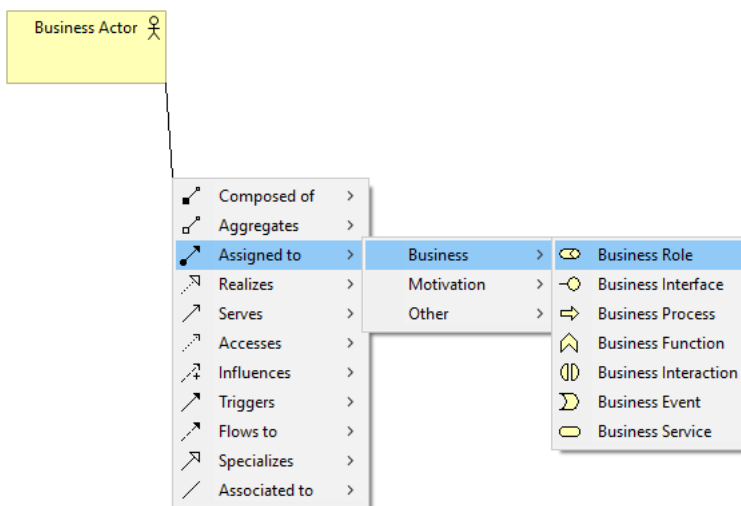 Business Actor
Composed of
Aggregates
Assigned to
Realizes
Serves
Accesses
Influences
Triggers
Flows to
Specializes
Associated to
Business
Motivation
Other
Business Role
Business Interface
Business Process
Business Function
Business Interaction
Business Event
Business Service